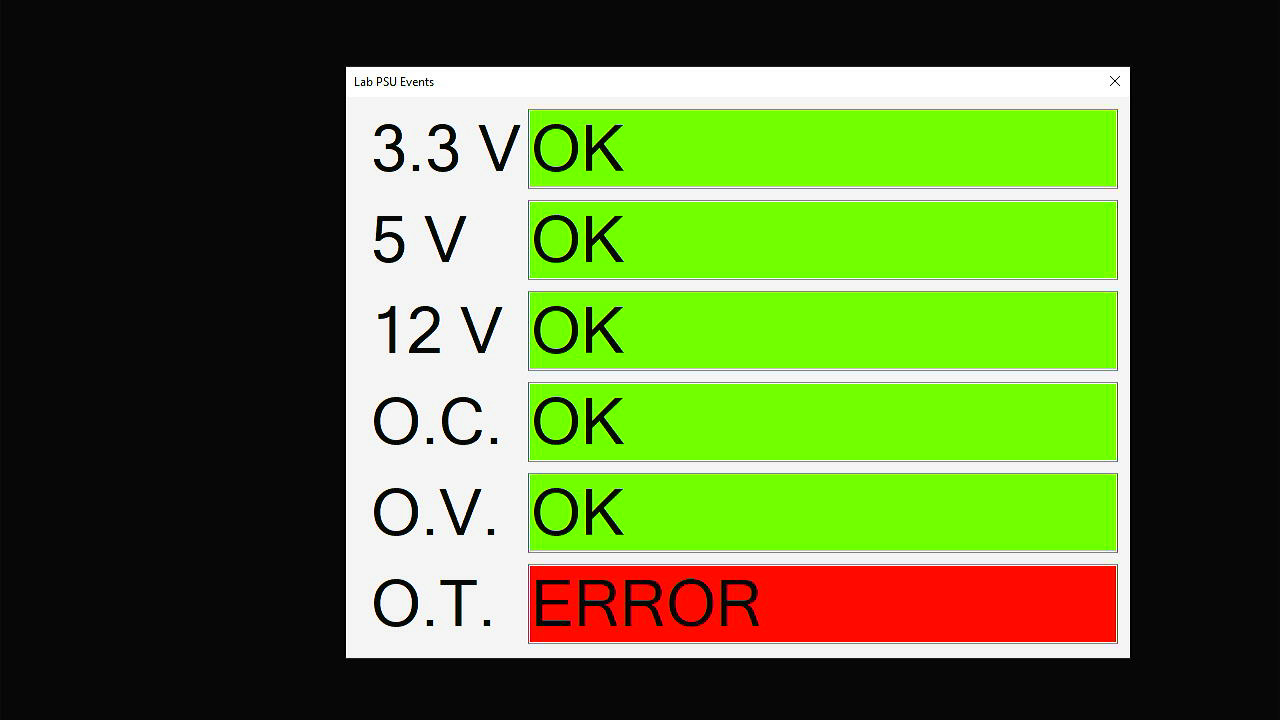 Lab PSU Events
3.3 V OK
5 V OK
12 V OK
O.C. OK
O.V. OK
O.T. ERROR